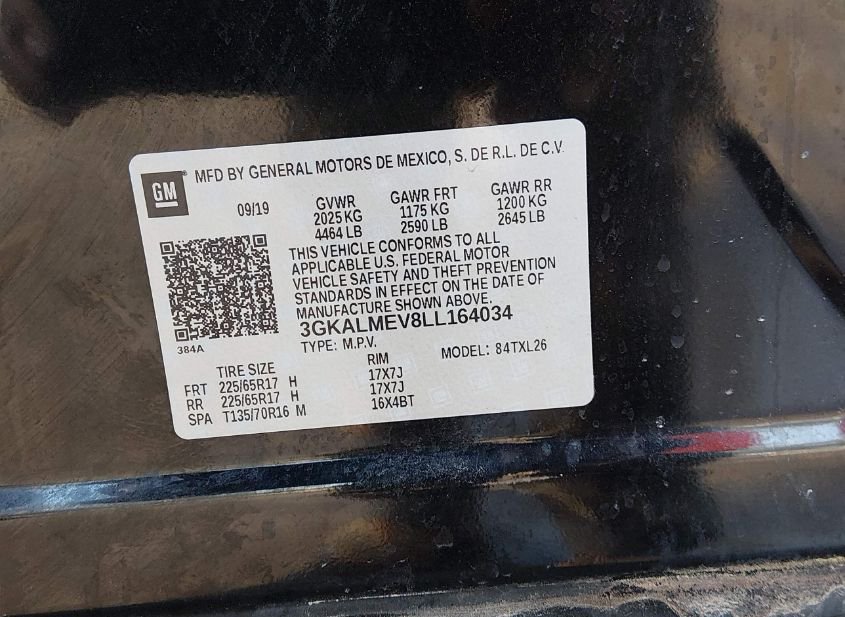 GM
MFD BY GENERAL MOTORS DE MEXICO, S. DE R.L. DE C.V.
09/19 GVWR GAWR FRT GAWR RR
2025 KG 1175 KG 1200 KG
4464 LB 2590 LB 2645 LB
THIS VEHICLE CONFORMS TO ALL
APPLICABLE U.S. FEDERAL MOTOR
VEHICLE SAFETY AND THEFT PREVENTION
STANDARDS IN EFFECT ON THE DATE OF
MANUFACTURE SHOWN ABOVE.
3GKALMEV8LL164034
384A
TYPE: M.P.V. MODEL: 84TXL26
TIRE SIZE RIM
FRT 225/65R17 H 17X7J
RR 225/65R17 H 17X7J
SPA T135/70R16 M 16X4BT